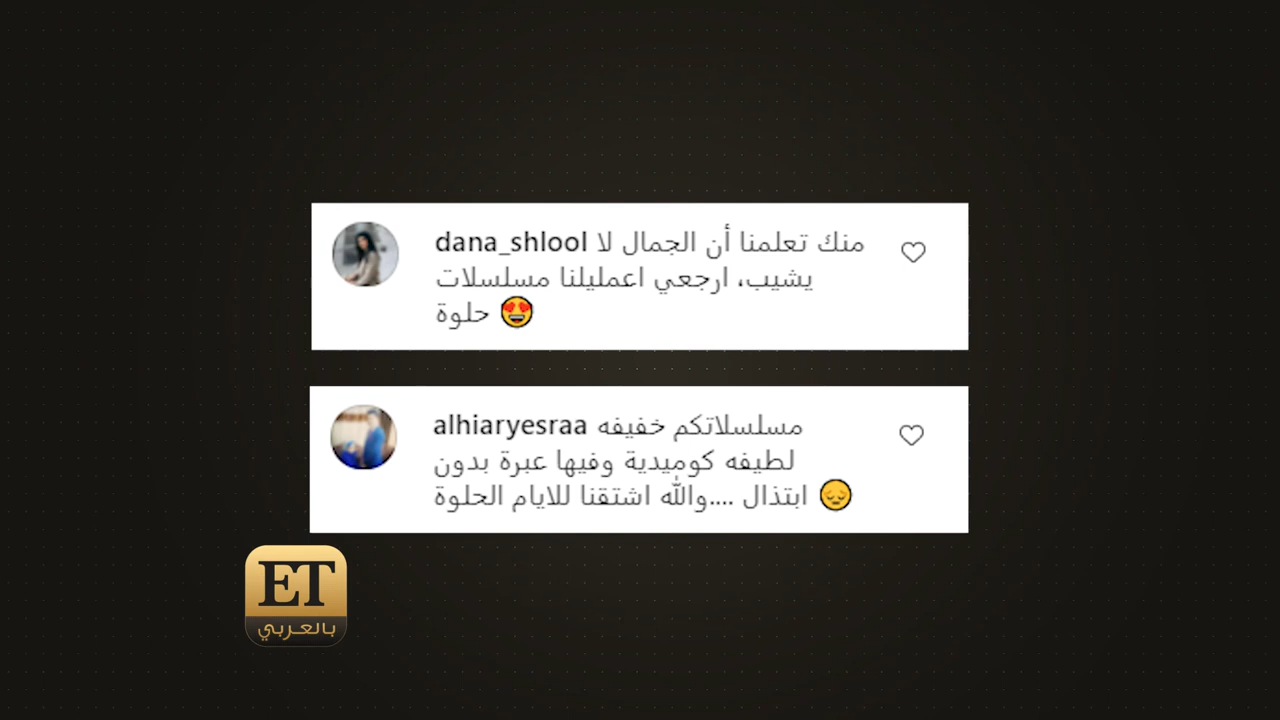 dana_shlool منك تعلمنا أن الجمال لا
يشيب، ارجعي اعمليلنا مسلسلات
حلوة 😍
alhiaryesraa مسلسلاتكم خفيفه
لطيفه كوميدية وفيها عبرة بدون
ابتذال ....والله اشتقنا للايام الحلوة 😔
ET
بالعربي